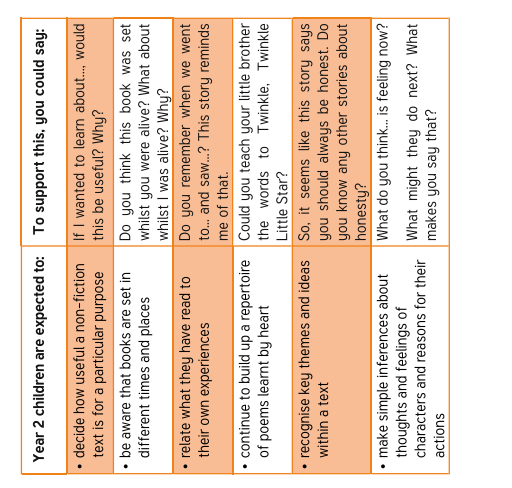 Year 2 children are expected to:
To support this, you could say:
• decide how useful a non-fiction
text is for a particular purpose
If I wanted to learn about..., would
this be useful? Why?
• be aware that books are set in
different times and places
Do you think this book was set
whilst you were alive? What about
whilst I was alive? Why?
• relate what they have read to
their own experiences
Do you remember when we went
to... and saw...? This story reminds
me of that.
• continue to build up a repertoire
of poems learnt by heart
Could you teach your little brother
the words to Twinkle, Twinkle
Little Star?
• recognise key themes and ideas
within a text
So, it seems like this story says
you should always be honest. Do
you know any other stories about
honesty?
• make simple inferences about
thoughts and feelings of
characters and reasons for their
actions
What do you think... is feeling now?
What might they do next? What
makes you say that?